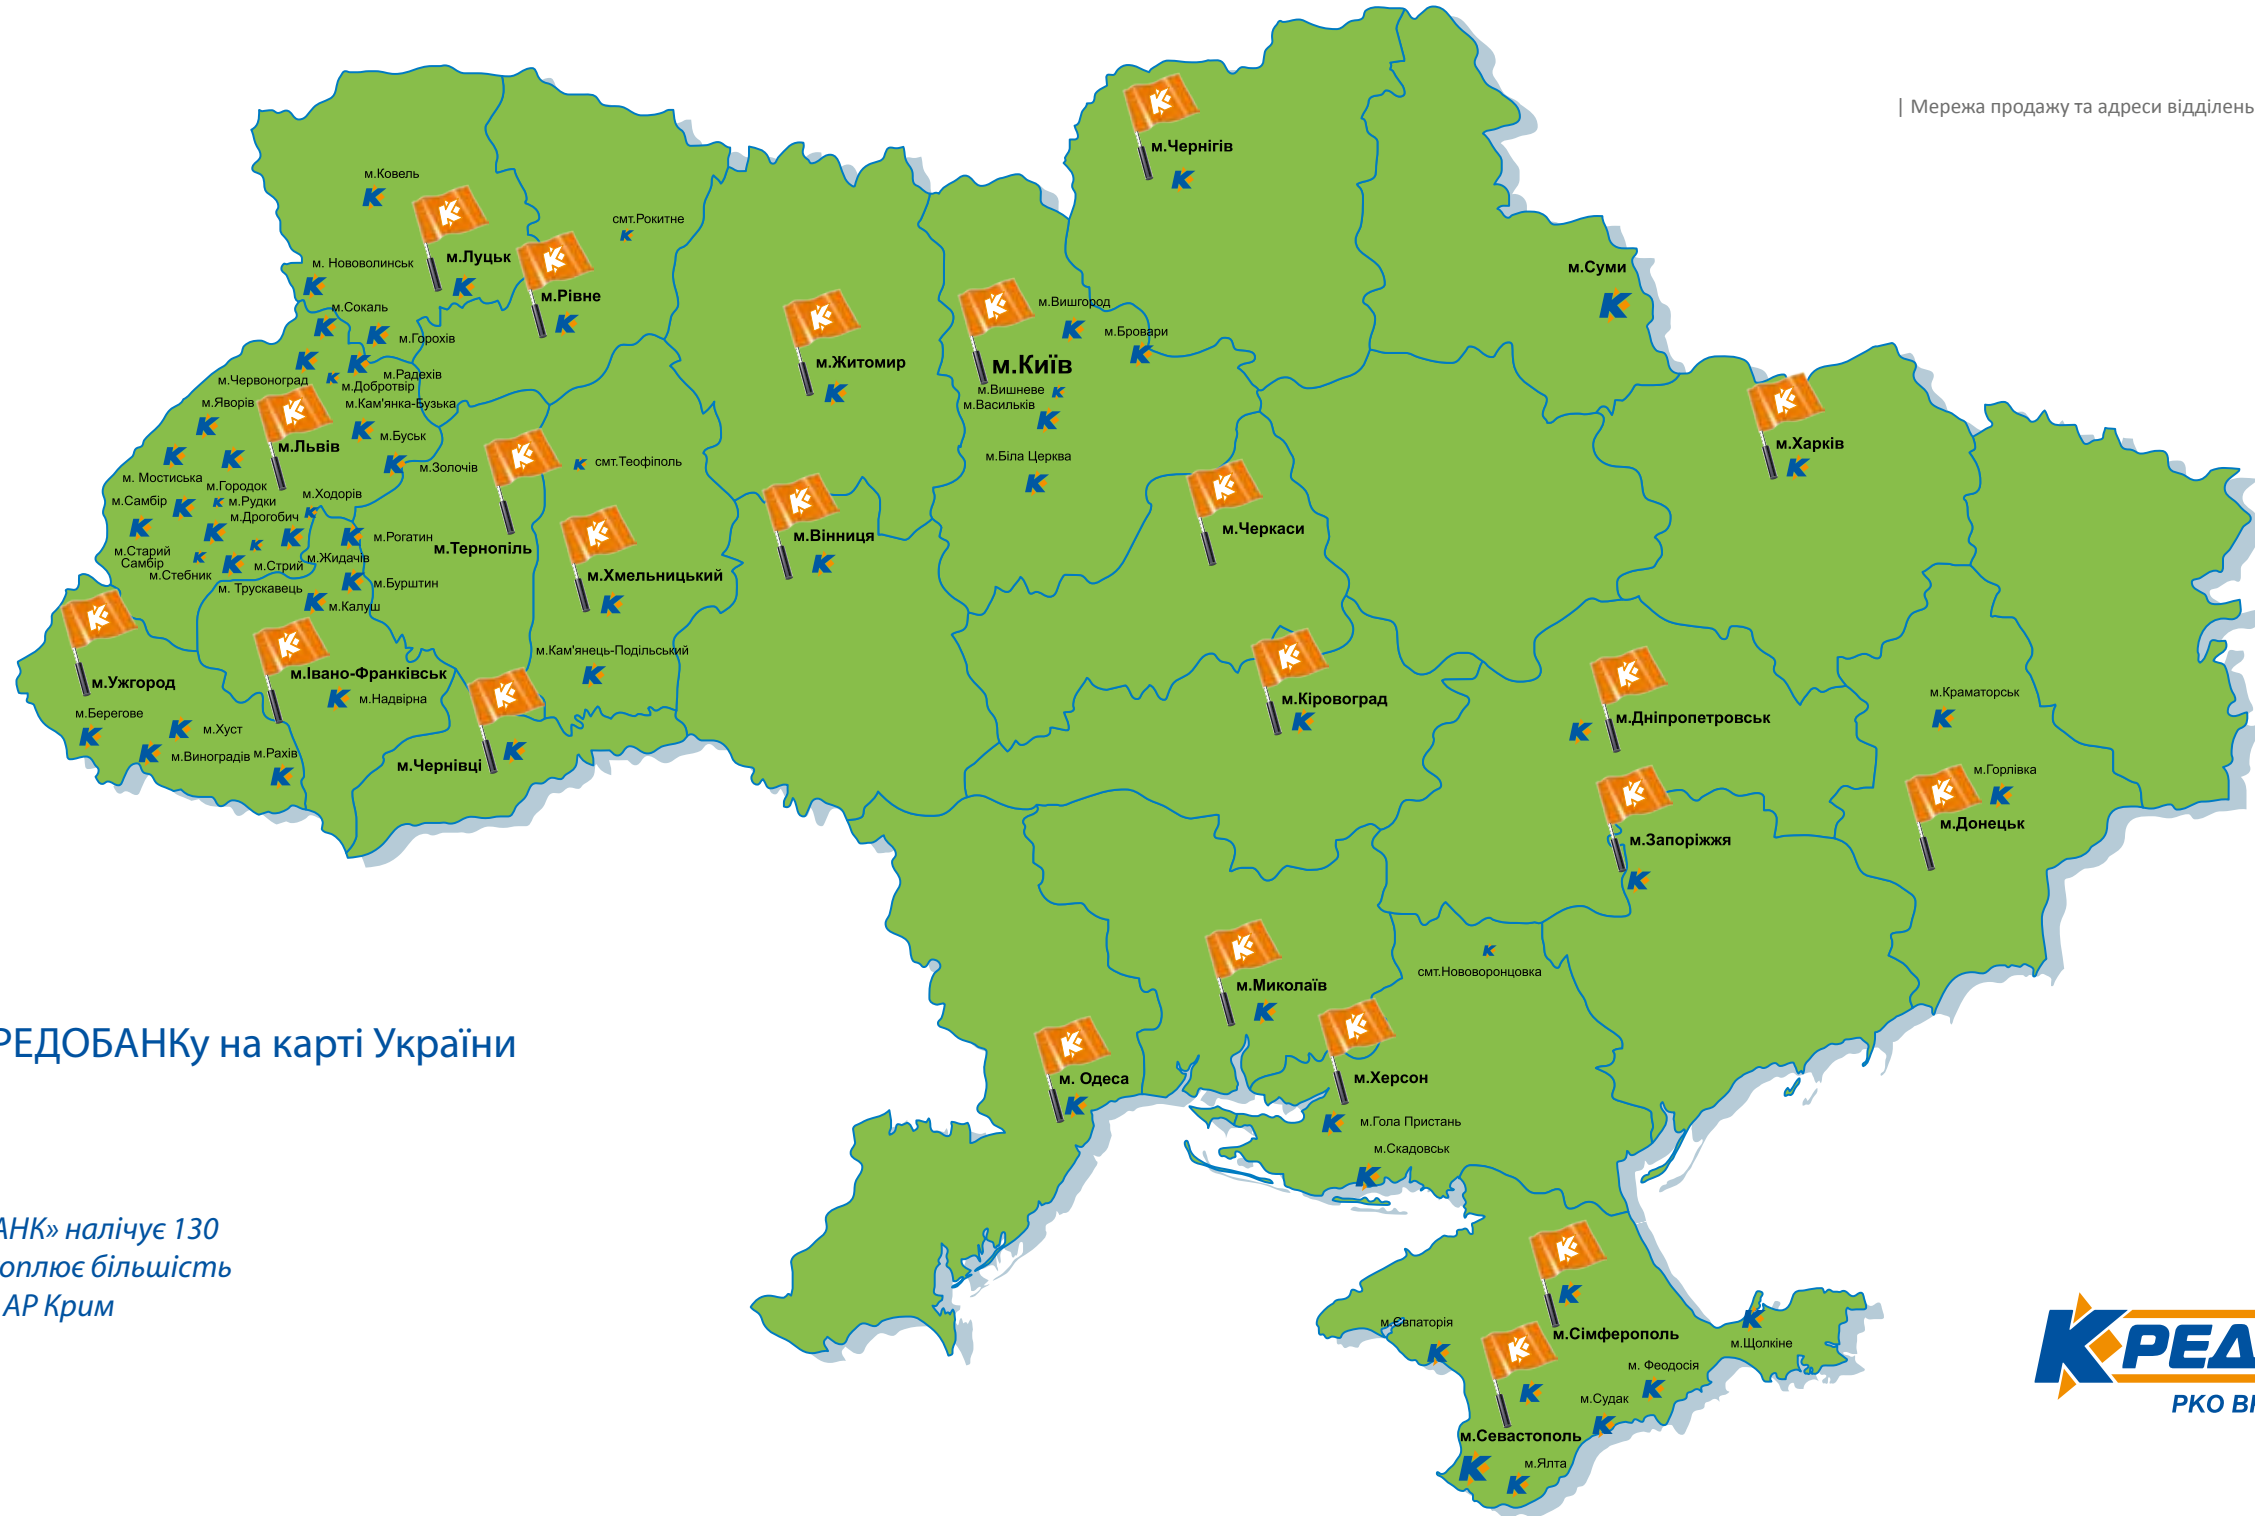 | Мережа продажу та адреси відділень
м.Чернігів
м.Ковель
смт.Рокитне
м.Луцьк
м. Нововолинськ
м.Суми
м.Рівне
м.Сокаль
м.Вишгород
м.Бровари
м.Горохів
м.Житомир
м.Київ
м.Радехів
м.Червоноград
м.Добротвір
м.Вишневе
м.Яворів
м.Кам'янка-Бузька
м.Васильків
м.Буськ
м.Львів
м.Харків
м.Біла Церква
м.Золочів
смт.Теофіполь
м. Мостиська
м.Городок
м.Ходорів
м.Самбір
м.Рудки
м.Дрогобич
м.Черкаси
м.Рогатин
м.Вінниця
м.Тернопіль
м.Старий
Самбір
м.Жидачів
м.Стрий
м.Стебник
м.Хмельницький
м. Трускавець
м.Бурштин
м.Калуш
м.Кам'янець-Подільський
м.Івано-Франківськ
м.Ужгород
м.Надвірна
м.Кіровоград
м.Краматорськ
м.Берегове
м.Дніпропетровськ
м.Хуст
м.Виноградів
м.Рахів
м.Чернівці
м.Горлівка
м.Донецьк
м.Запоріжжя
смт.Нововоронцовка
м.Миколаїв
РЕДОБАНКу на карті України
м. Одеса
м.Херсон
м.Гола Пристань
м.Скадовськ
АНК» налічує 130
оплює більшість
АР Крим
м.Євпаторія
м.Сімферополь
м.Щолкіне
м. Феодосія
м.Судак
м.Севастополь
м.Ялта
КРЕД
PKO B